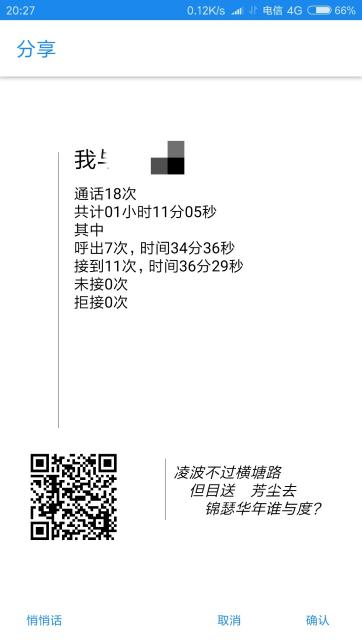 20:27 0.12K/s 电信 4G 66%
分享
我与
通话18次
共计01小时11分05秒
其中
呼出7次, 时间34分36秒
接到11次, 时间36分29秒
未接0次
拒接0次
凌波不过横塘路
但目送 芳尘去
锦瑟华年谁与度?
悄悄话 取消 确认